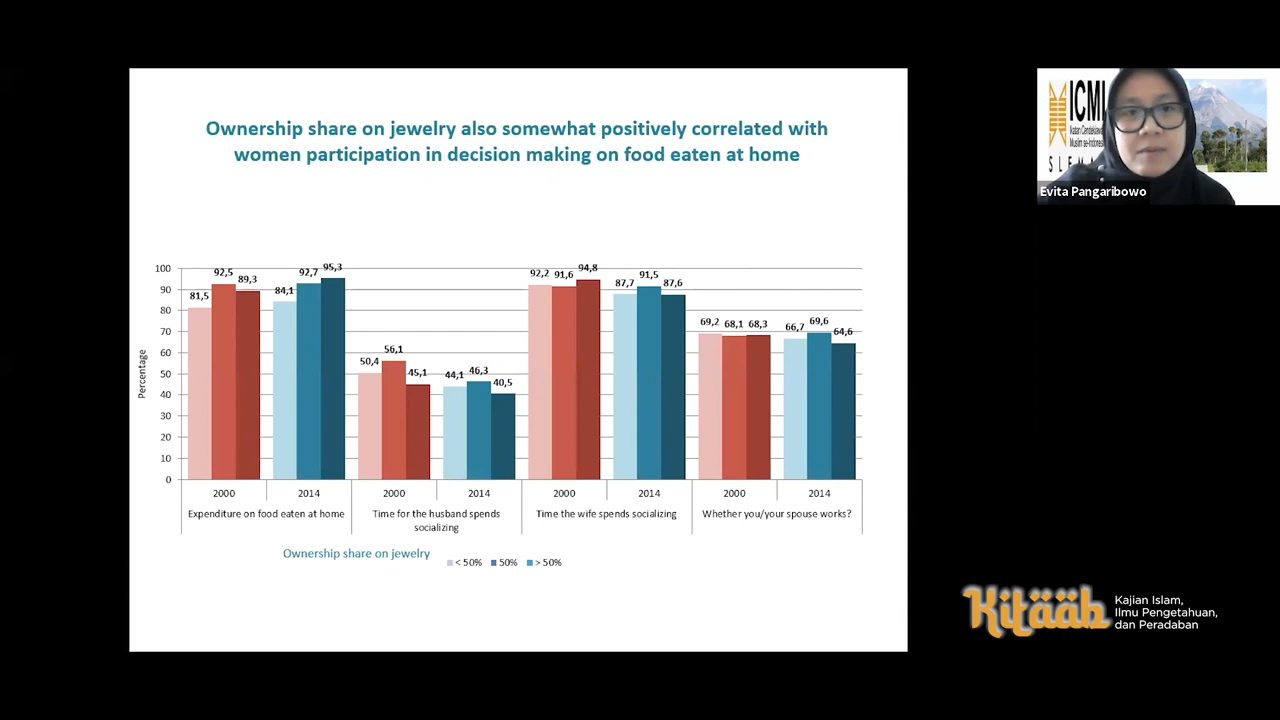 Ownership share on jewelry also somewhat positively correlated with
women participation in decision making on food eaten at home
Percentage
100
90
80
70
60
50
40
30
20
10
0
81,5
92,5
89,3
84,1
92,7
95,3
50,4
56,1
45,1
44,1
46,3
40,5
92,2
91,6
94,8
87,7
91,5
87,6
69,2
68,1
68,3
66,7
69,6
64,6
2000
2014
2000
2014
2000
2014
2000
2014
Expenditure on food eaten at home
Time for the husband spends
socializing
Time the wife spends socializing
Whether you/your spouse works?
Ownership share on jewelry
< 50%
50%
> 50%
ICMI
Ikatan Cendekiawan
Muslim se-Indonesia
S L E M A
Evita Pangaribowo
Kitääb
Kajian Islam,
Ilmu Pengetahuan,
dan Peradaban